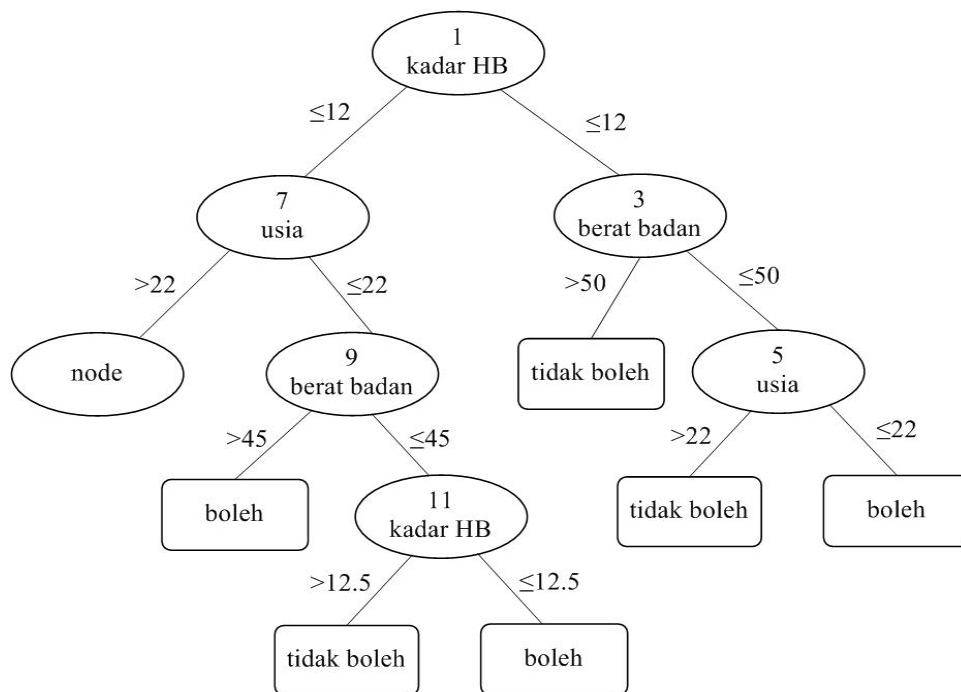 1
kadar HB
≤12
≤12
7
usia
3
berat badan
>22
≤22
>50
≤50
node
9
berat badan
tidak boleh
5
usia
>45
≤45
>22
≤22
boleh
11
kadar HB
tidak boleh
boleh
>12.5
≤12.5
tidak boleh
boleh